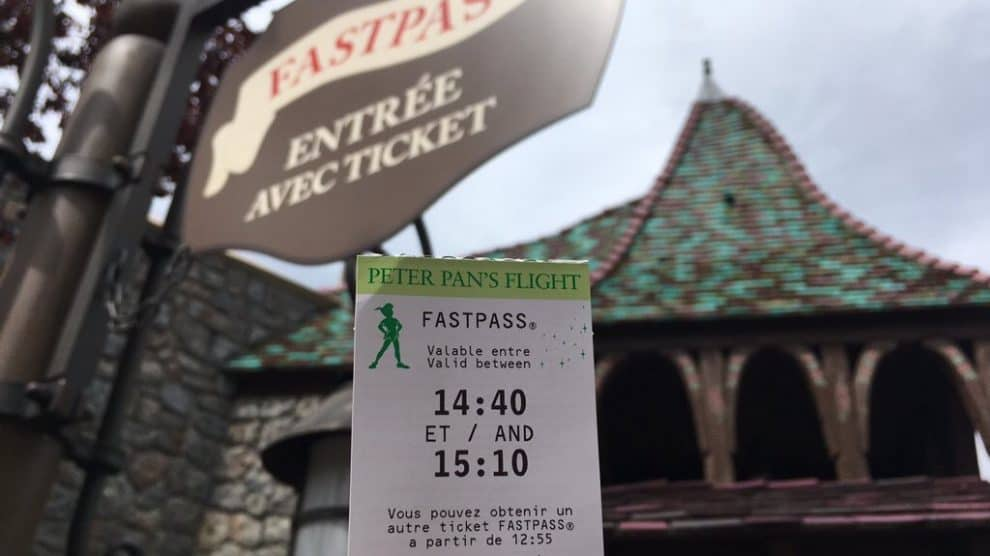 FASTPAS
ENTRÉE
AVEC TICKET
PETER PAN'S FLIGHT
FASTPASS®
Valable entre
Valid between
14:40
ET / AND
15:10
Vous pouvez obtenir un
autre ticket FASTPASS®
a partir de 12:55